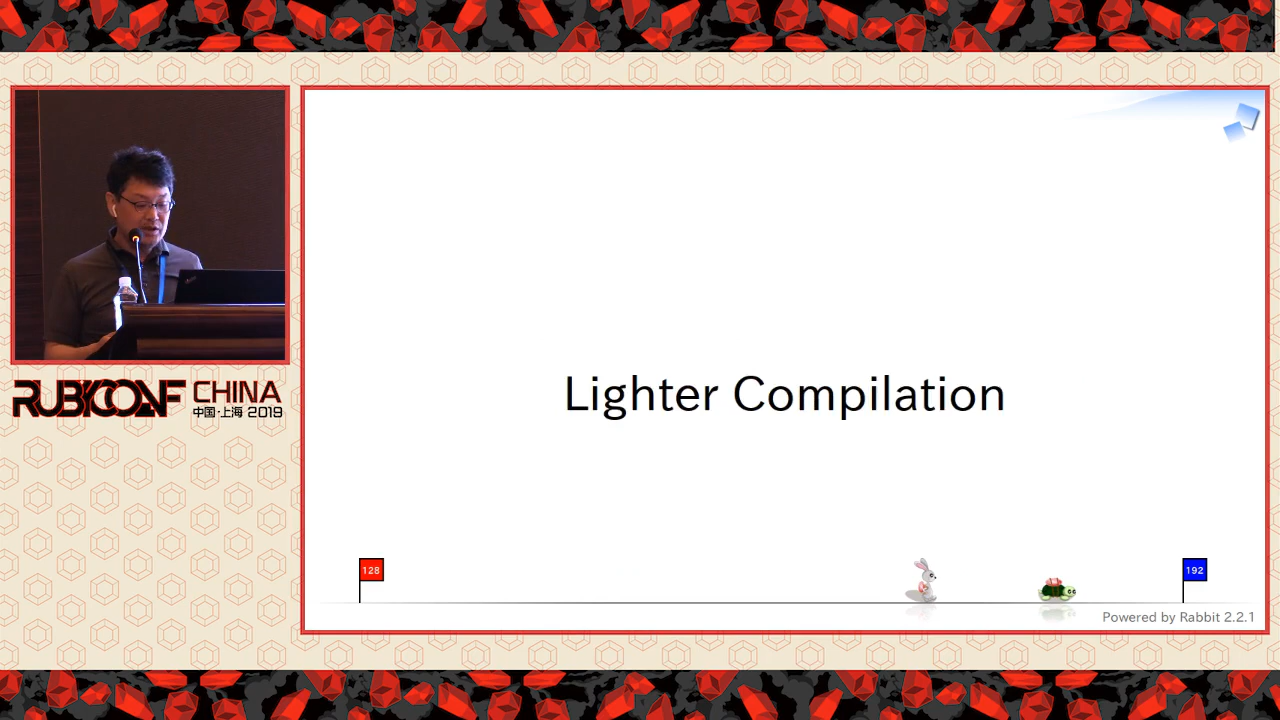 RUBYCONF CHINA
中国·上海 2019
Lighter Compilation
128
192
Powered by Rabbit 2.2.1